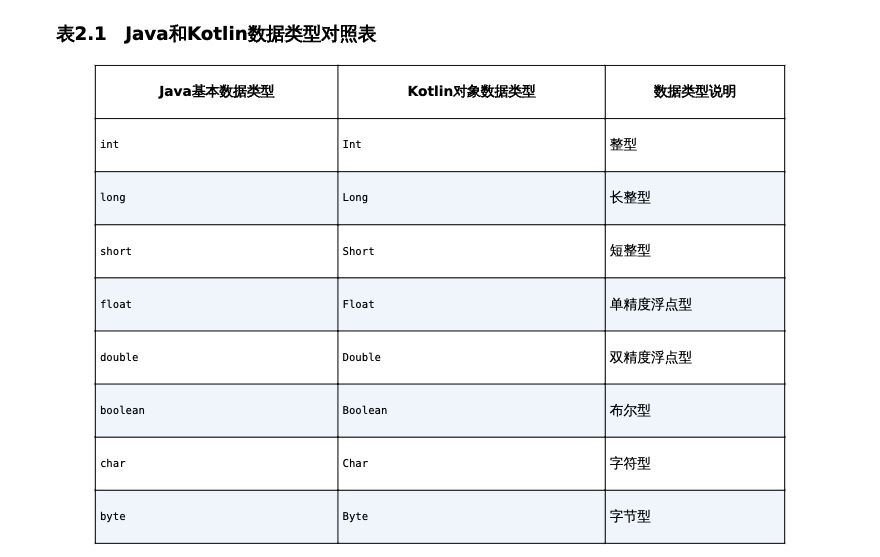 表2.1 Java和Kotlin数据类型对照表
Java基本数据类型 Kotlin对象数据类型 数据类型说明
int Int 整型
long Long 长整型
short Short 短整型
float Float 单精度浮点型
double Double 双精度浮点型
boolean Boolean 布尔型
char Char 字符型
byte Byte 字节型